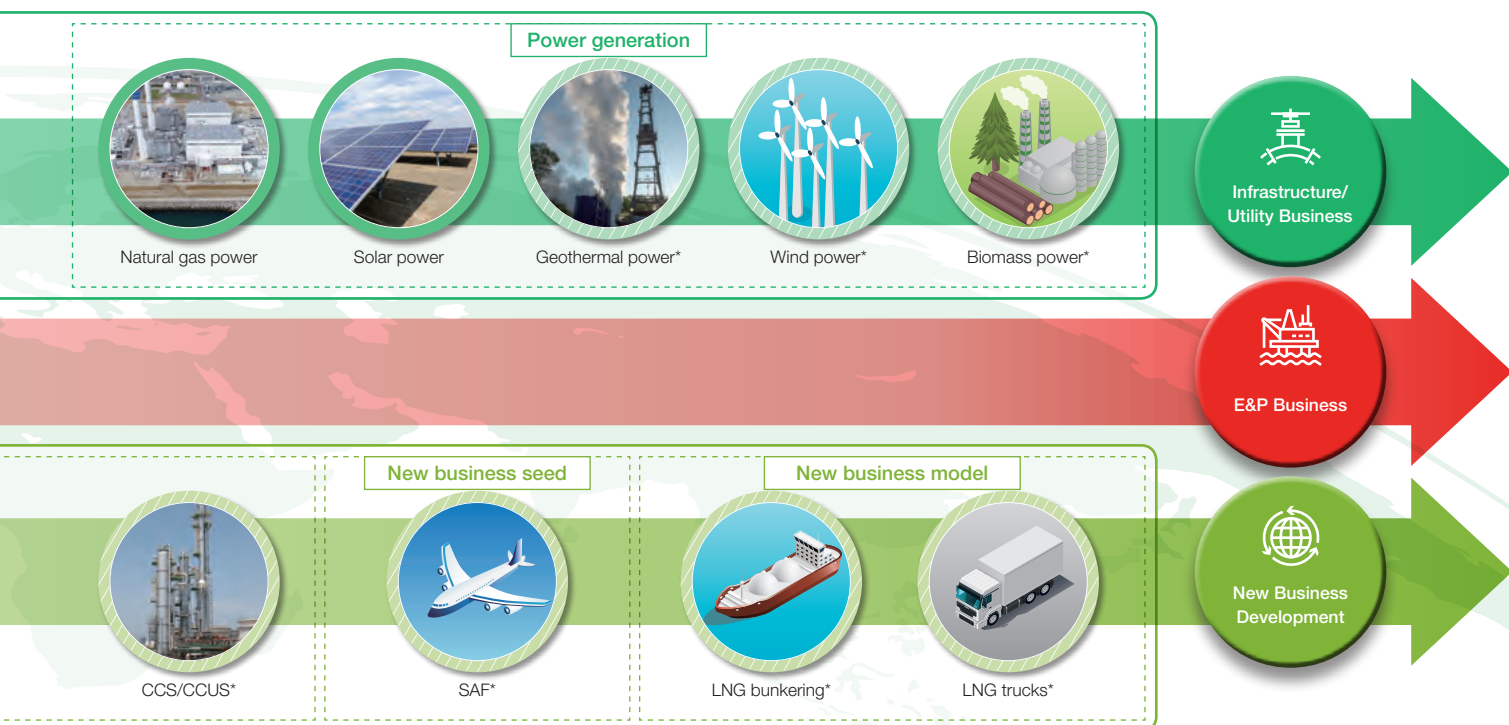 Power generation
Natural gas power
Solar power
Geothermal power*
Wind power*
Biomass power*
Infrastructure/
Utility Business
E&P Business
New business seed
New business model
CCS/CCUS*
SAF*
LNG bunkering*
LNG trucks*
New Business
Development